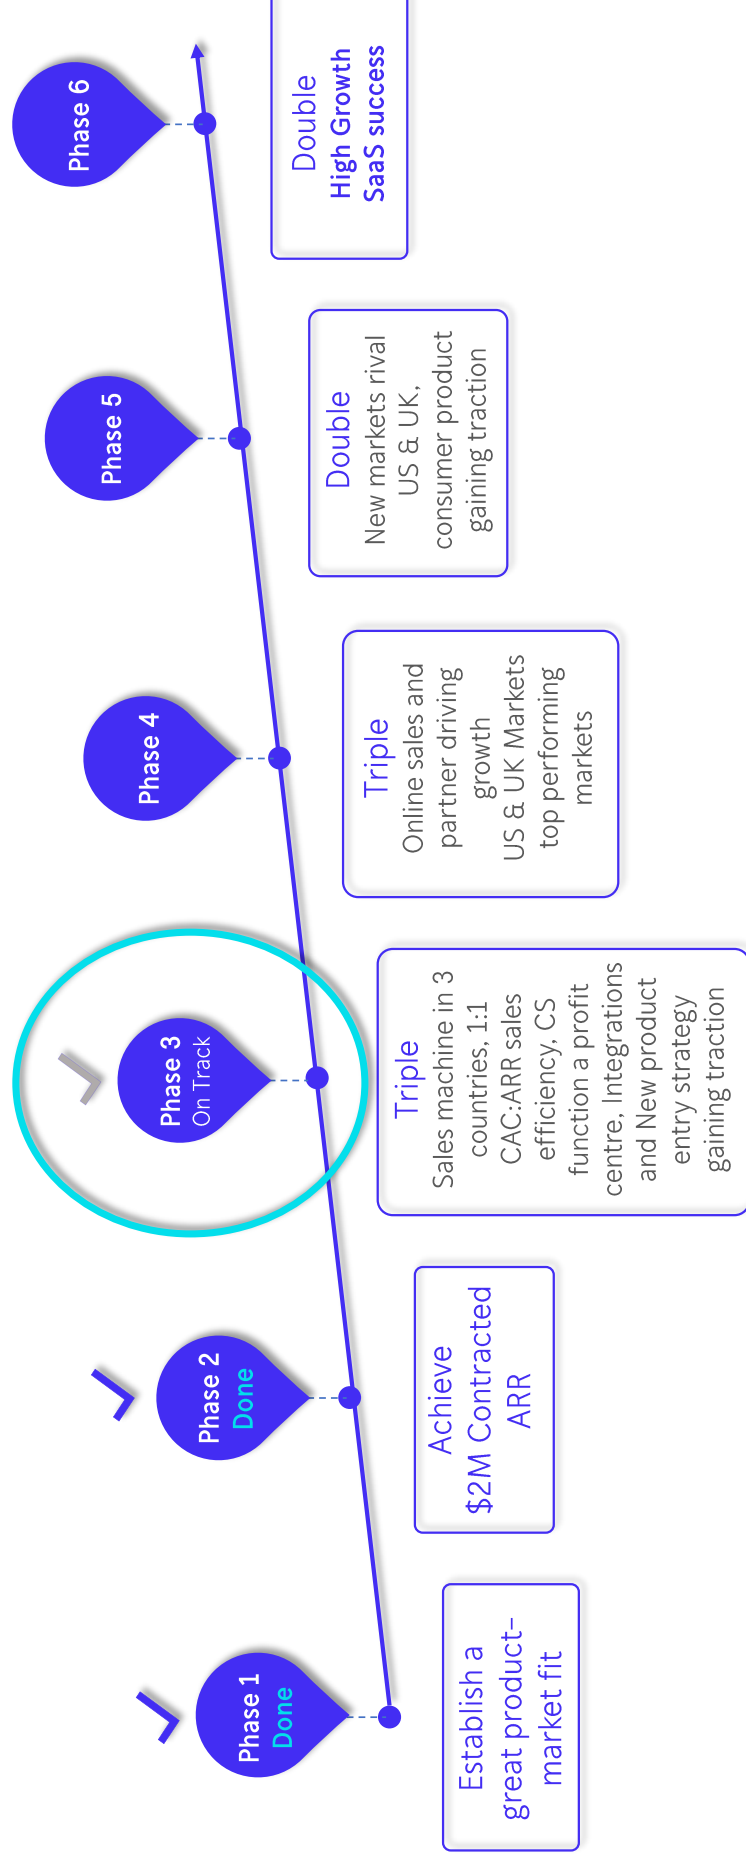 Phase 1
Done
Establish a
great product-
market fit
Phase 2
Done
Achieve
$2M Contracted
ARR
Phase 3
On Track
Triple
Sales machine in 3
countries, 1:1
CAC:ARR sales
efficiency, CS
function a profit
centre, Integrations
and New product
entry strategy
gaining traction
Phase 4
Triple
Online sales and
partner driving
growth
US & UK Markets
top performing
markets
Phase 5
Double
New markets rival
US & UK,
consumer product
gaining traction
Phase 6
Double
High Growth
SaaS success